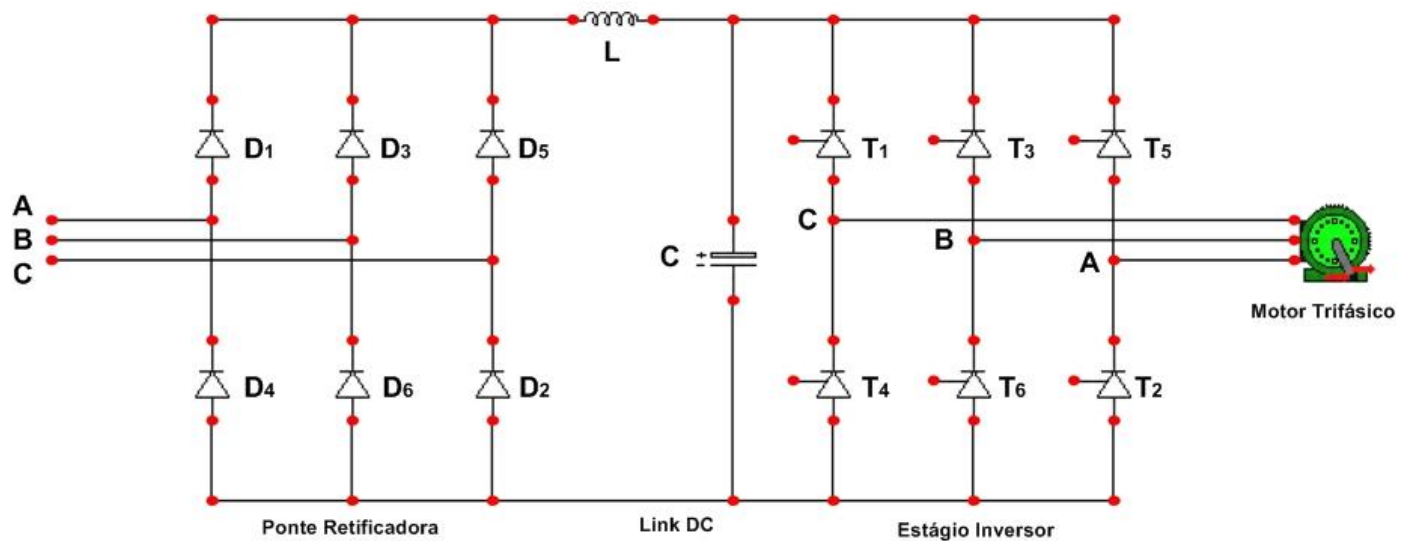 L
D1
D3
D5
T1
T3
T5
A
B
C
C
B
A
C
+
-
Motor Trifásico
D4
D6
D2
T4
T6
T2
Ponte Retificadora
Link DC
Estágio Inversor